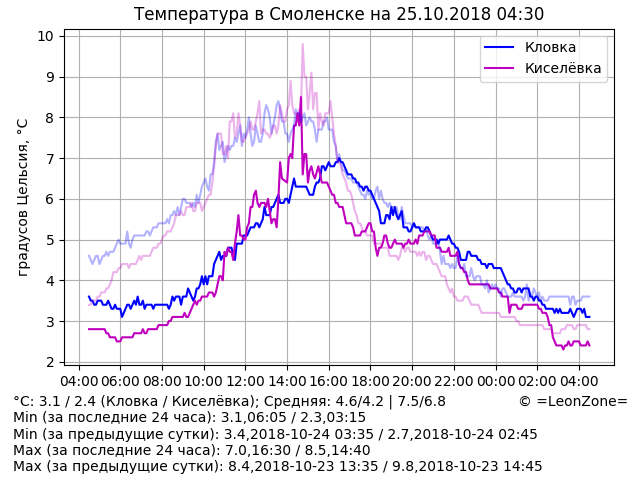 Температура в Смоленске на 25.10.2018 04:30
градусов Цельсия, °C
10
9
8
7
6
5
4
3
2
Кловка
Киселёвка
04:00 06:00 08:00 10:00 12:00 14:00 16:00 18:00 20:00 22:00 00:00 02:00 04:00
°C: 3.1 / 2.4 (Кловка / Киселёвка); Средняя: 4.6/4.2 | 7.5/6.8 © =LeonZone=
Min (за последние 24 часа): 3.1,06:05 / 2.3,03:15
Min (за предыдущие сутки): 3.4,2018-10-24 03:35 / 2.7,2018-10-24 02:45
Max (за последние 24 часа): 7.0,16:30 / 8.5,14:40
Max (за предыдущие сутки): 8.4,2018-10-23 13:35 / 9.8,2018-10-23 14:45